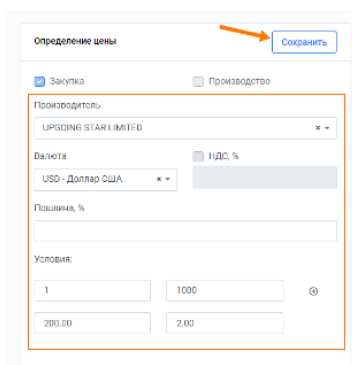 Определение цены
Сохранить
Закупка
Производство
Производитель
UPGOING STAR LIMITED
Валюта
НДС, %
USD - Доллар США
Пошлина, %
Условия:
1
1000
200.00
2.00